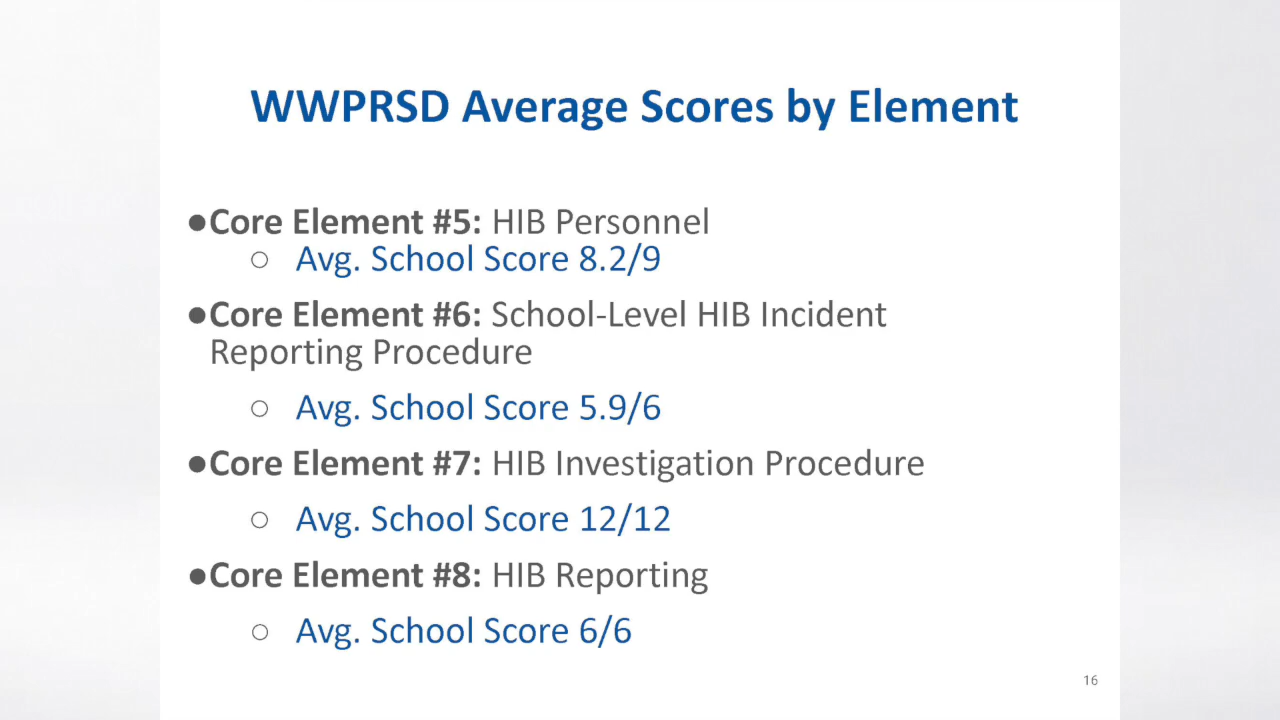 WWPRSD Average Scores by Element
●Core Element #5: HIB Personnel
○ Avg. School Score 8.2/9
●Core Element #6: School-Level HIB Incident
Reporting Procedure
○ Avg. School Score 5.9/6
●Core Element #7: HIB Investigation Procedure
○ Avg. School Score 12/12
●Core Element #8: HIB Reporting
○ Avg. School Score 6/6
16